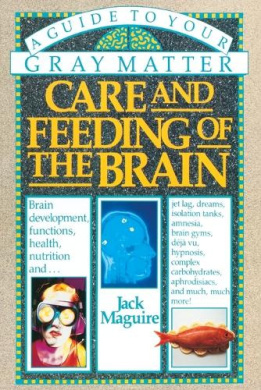 A GUIDE TO YOUR
GRAY MATTER
CARE AND
FEEDING OF
THE BRAIN
Brain
development,
functions,
health,
nutrition
and . . .
Jack
Maguire
jet lag, dreams,
isolation tanks,
amnesia,
brain gyms,
déjà vu,
hypnosis,
complex
carbohydrates,
aphrodisiacs,
and much, much
more!